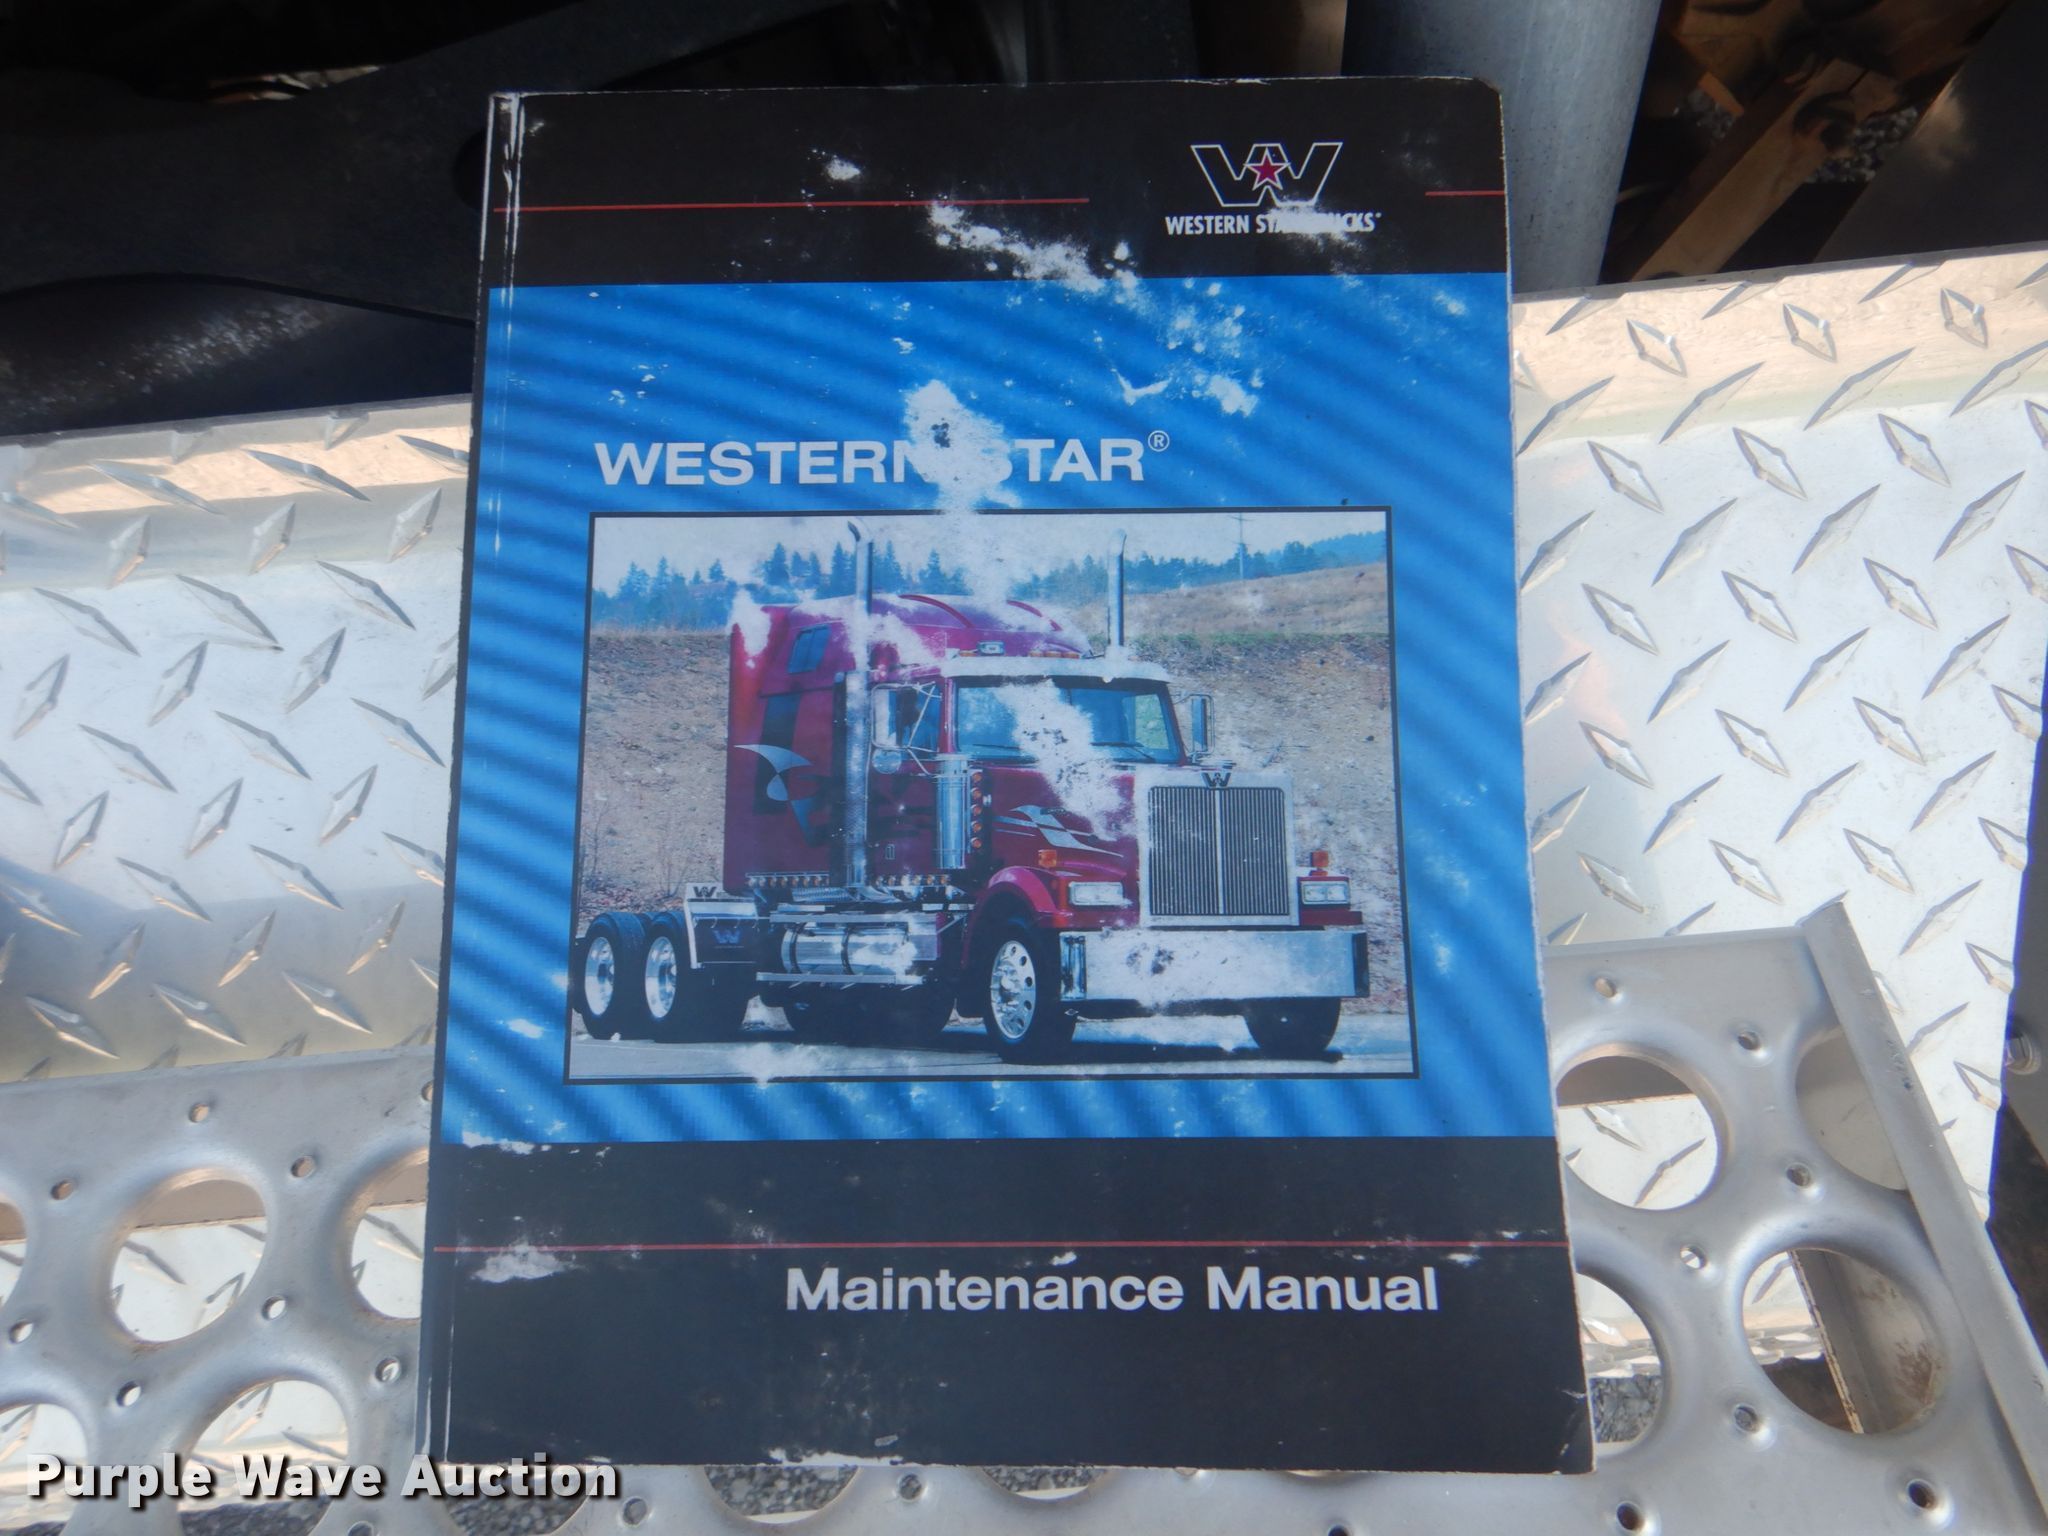 WESTERN STAR TRUCKS
WESTERN STAR®
Maintenance Manual
Purple Wave Auction